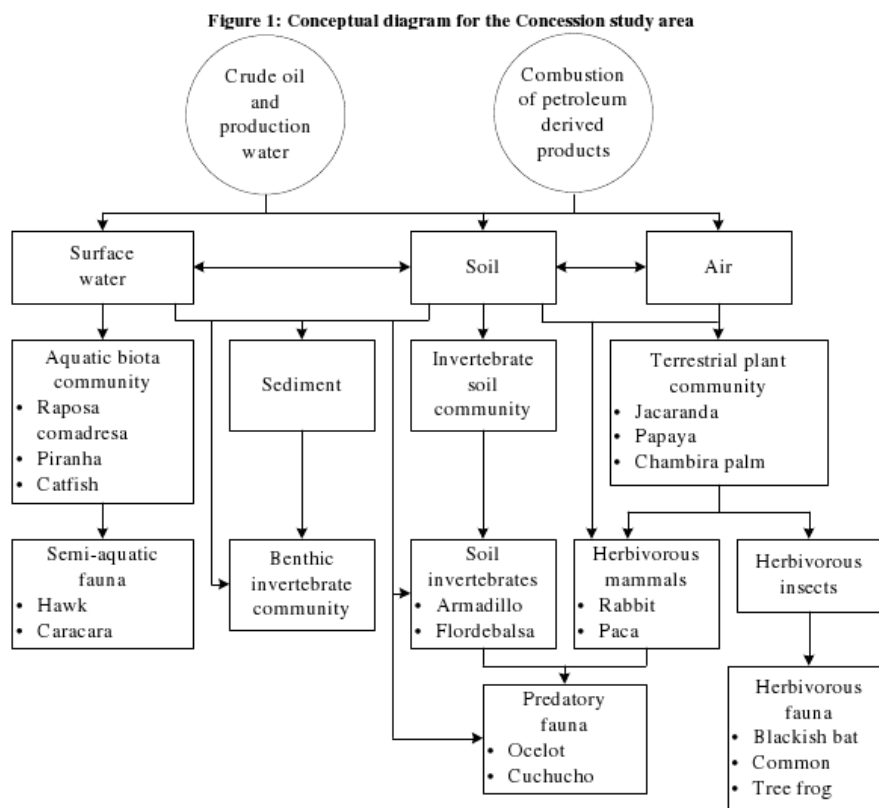 Figure 1: Conceptual diagram for the Concession study area
Crude oil
and
production
water
Combustion
of petroleum
derived
products
Surface
water
Soil
Air
Aquatic biota
community
• Raposa
comadresa
• Piranha
• Catfish
Sediment
Invertebrate
soil
community
Terrestrial plant
community
• Jacaranda
• Papaya
• Chambira palm
Semi-aquatic
fauna
• Hawk
• Caracara
Benthic
invertebrate
community
Soil
invertebrates
• Armadillo
• Flordebalsa
Herbivorous
mammals
• Rabbit
• Paca
Herbivorous
insects
Predatory
fauna
• Ocelot
• Cuchucho
Herbivorous
fauna
• Blackish bat
• Common
• Tree frog